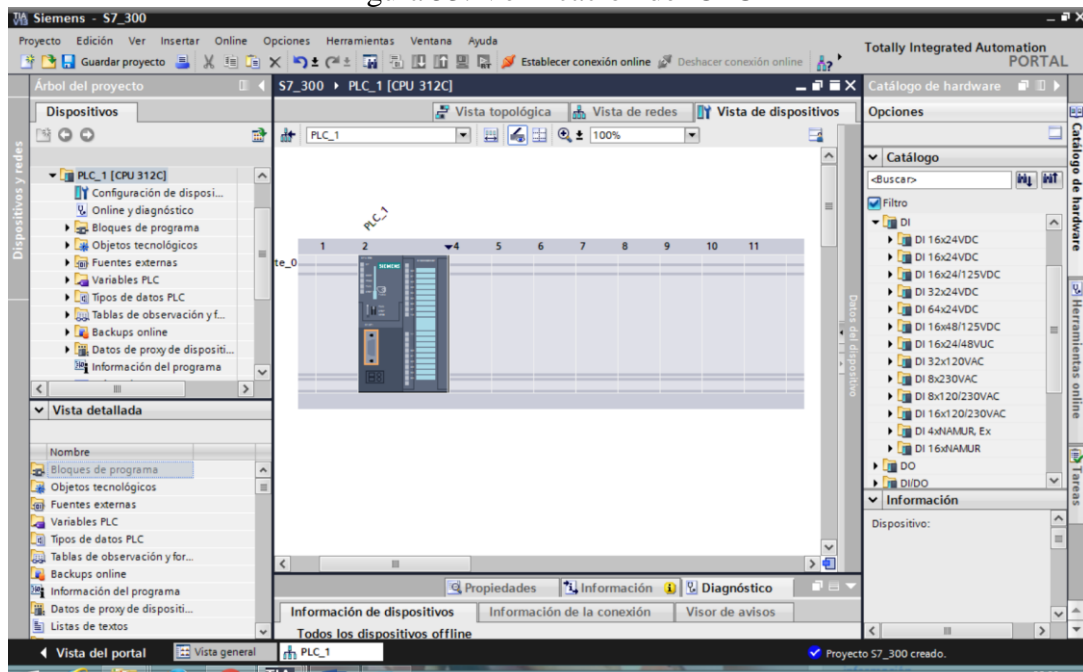 Siemens - S7_300
Proyecto Edición Ver Insertar Online Opciones Herramientas Ventana Ayuda
Guardar proyecto
Establecer conexión online
Deshacer conexión online
Totally Integrated Automation
PORTAL
Árbol del proyecto
Dispositivos
Dispositivos y redes
PLC_1 [CPU 312C]
Configuración de disposi...
Online y diagnóstico
Bloques de programa
Objetos tecnológicos
Fuentes externas
Variables PLC
Tipos de datos PLC
Tablas de observación y f...
Backups online
Datos de proxy de dispositi...
Información del programa
Vista detallada
Nombre
Bloques de programa
Objetos tecnológicos
Fuentes externas
Variables PLC
Tipos de datos PLC
Tablas de observación y for...
Backups online
Información del programa
Datos de proxy de dispositi...
Listas de textos
S7_300 PLC_1 [CPU 312C]
Vista topológica
Vista de redes
Vista de dispositivos
PLC_1
100%
PLC_1
1 2 4 5 6 7 8 9 10 11
te_0
SIEMENS
Datos del dispositivo
Propiedades
Información
Diagnóstico
Información de dispositivos
Información de la conexión
Visor de avisos
Todos los dispositivos offline
Catálogo de hardware
Opciones
Catálogo
<Buscar>
Filtro
DI
DI 16x24VDC
DI 16x24VDC
DI 16x24/125VDC
DI 32x24VDC
DI 64x24VDC
DI 16x48/125VDC
DI 16x24/48VUC
DI 32x120VAC
DI 8x230VAC
DI 8x120/230VAC
DI 16x120/230VAC
DI 4xNAMUR, Ex
DI 16xNAMUR
DO
DI/DO
Información
Dispositivo:
Catálogo de hardware
Herramientas online
Tareas
Vista del portal
Vista general
PLC_1
Proyecto S7_300 creado.